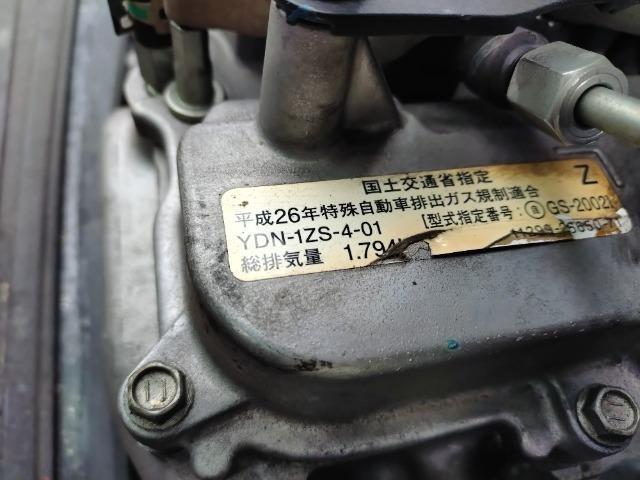 国土交通省指定
Z
平成26年特殊自動車排出ガス規制適合
YDN-1ZS-4-01
[型式指定番号:
総排気量 1.794
11
11